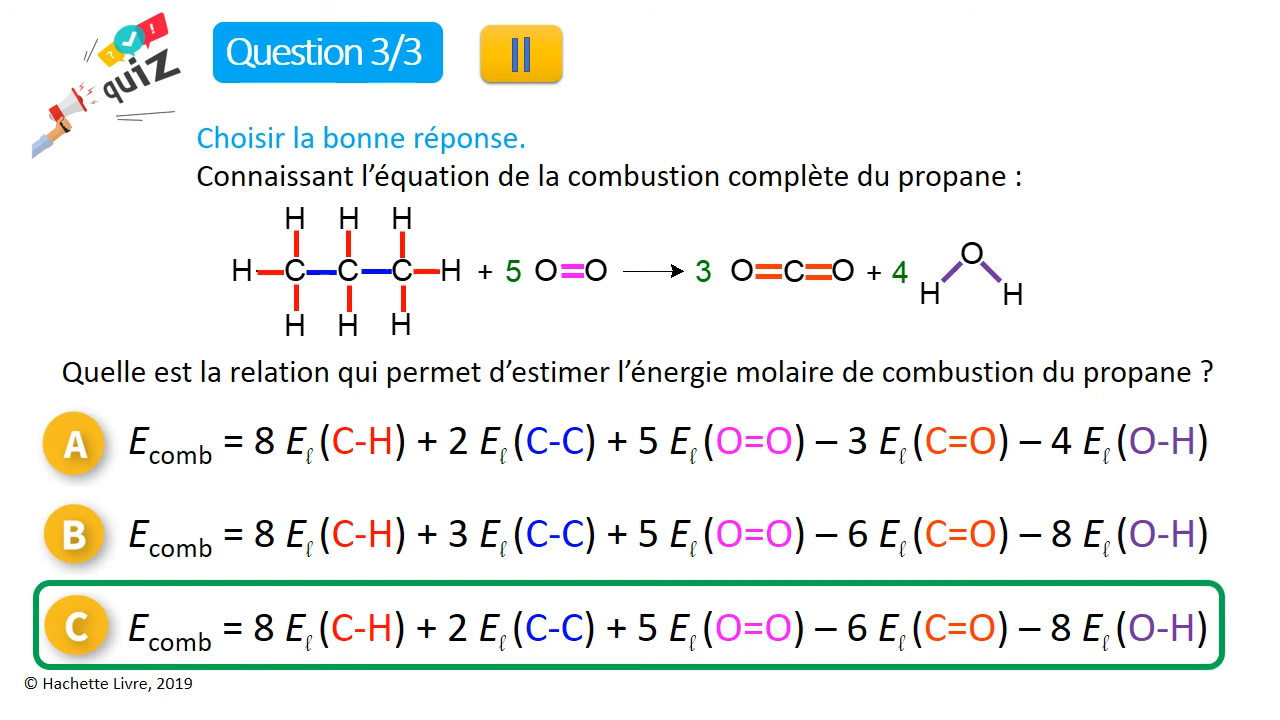 quiz
? !
Question 3/3
Choisir la bonne réponse.
Connaissant l’équation de la combustion complète du propane :
H H H
H C C C H + 5 O=O → 3 O=C=O + 4 O
H H
H H H
Quelle est la relation qui permet d’estimer l’énergie molaire de combustion du propane ?
A E comb = 8 Eℓ (C-H) + 2 Eℓ (C-C) + 5 Eℓ (O=O) – 3 Eℓ (C=O) – 4 Eℓ (O-H)
B E comb = 8 Eℓ (C-H) + 3 Eℓ (C-C) + 5 Eℓ (O=O) – 6 Eℓ (C=O) – 8 Eℓ (O-H)
C E comb = 8 Eℓ (C-H) + 2 Eℓ (C-C) + 5 Eℓ (O=O) – 6 Eℓ (C=O) – 8 Eℓ (O-H)
© Hachette Livre, 2019